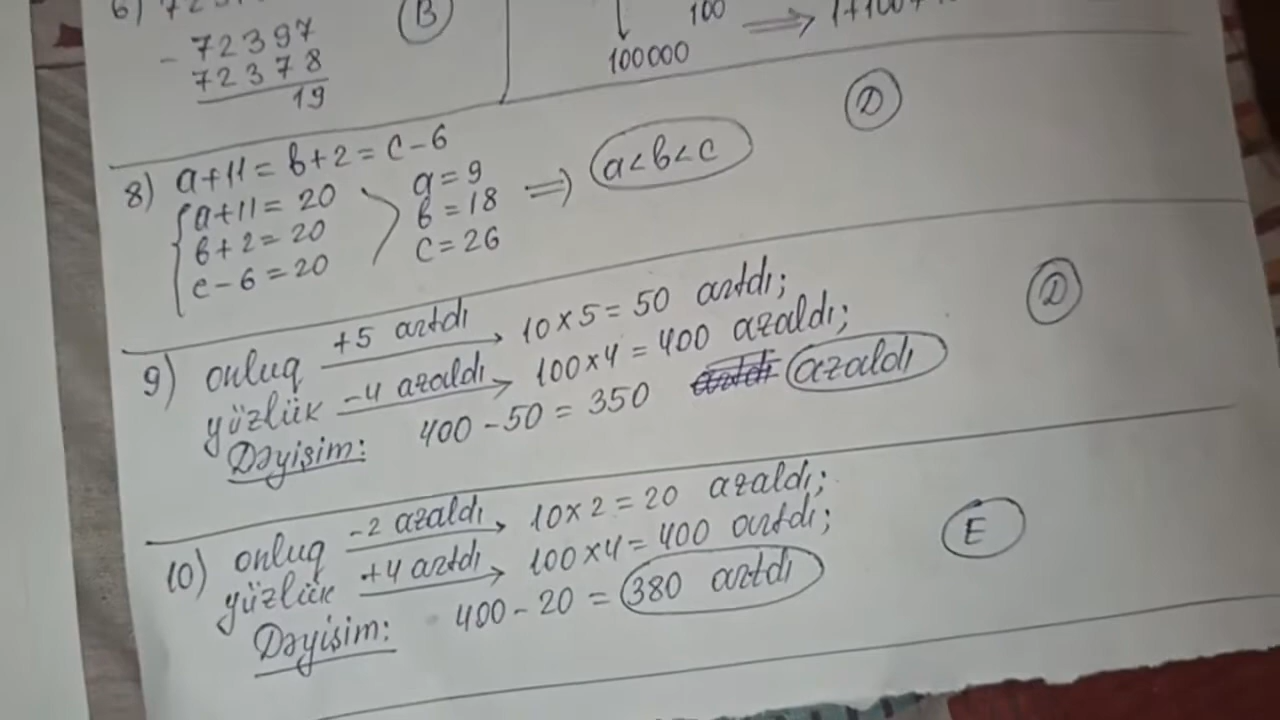 6)
- 72397
72378
19
B
100
100000
⟹
8) a+11 = b+2 = c-6
{a+11 = 20
b+2 = 20
c-6 = 20
a = 9
b = 18
c = 26
⟹ a<b<c
D
9) onluq +5 artdı → 10×5 = 50 artdı;
yüzlük -4 azaldı → 100×4 = 400 azaldı;
Dəyişim: 400-50 = 350 azaldı
D
10) onluq -2 azaldı → 10×2 = 20 azaldı;
yüzlük +4 artdı → 100×4 = 400 artdı;
Dəyişim: 400-20 = 380 artdı
E